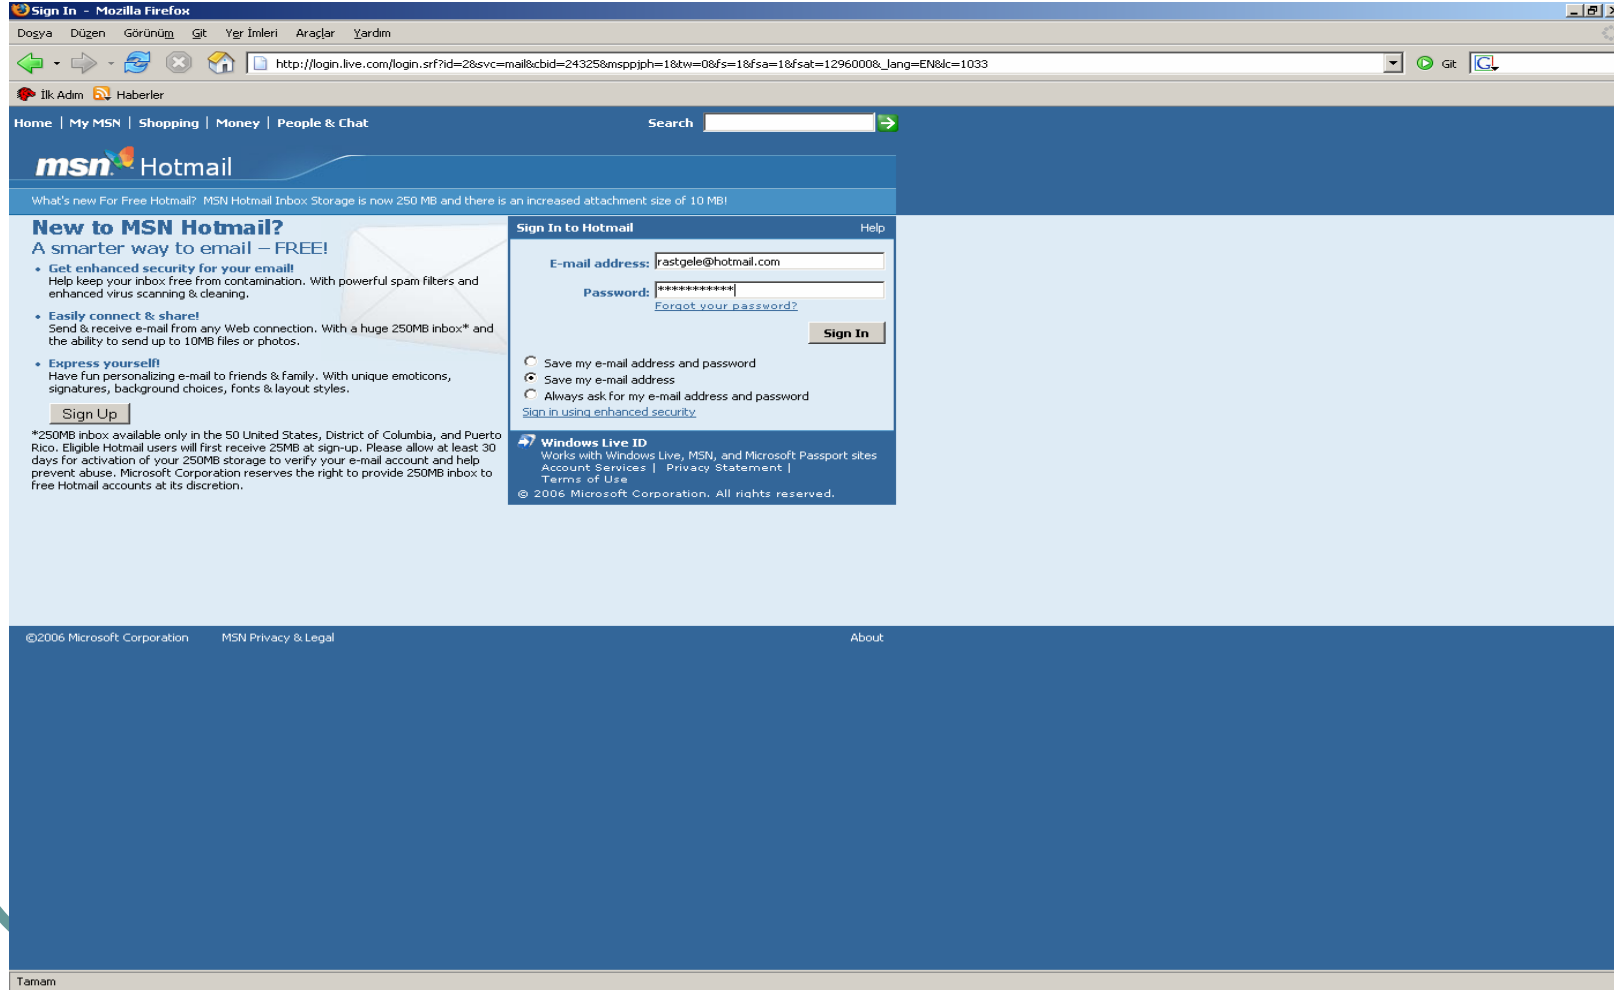 Sign In - Mozilla Firefox
Dosya Düzen Görünüm Git Yer İmleri Araçlar Yardım
http://login.live.com/login.srf?id=2&svc=mail&cbid=24325&msppjph=1&tw=0&fs=1&fsa=1&fsat=1296000&_lang=EN&lc=1033 Git G
İlk Adım Haberler
Home | My MSN | Shopping | Money | People & Chat Search
msn Hotmail
What's new For Free Hotmail? MSN Hotmail Inbox Storage is now 250 MB and there is an increased attachment size of 10 MB!
New to MSN Hotmail?
A smarter way to email – FREE!
• Get enhanced security for your email!
Help keep your inbox free from contamination. With powerful spam filters and
enhanced virus scanning & cleaning.
• Easily connect & share!
Send & receive e-mail from any Web connection. With a huge 250MB inbox* and
the ability to send up to 10MB files or photos.
• Express yourself!
Have fun personalizing e-mail to friends & family. With unique emoticons,
signatures, background choices, fonts & layout styles.
Sign Up
*250MB inbox available only in the 50 United States, District of Columbia, and Puerto
Rico. Eligible Hotmail users will first receive 25MB at sign-up. Please allow at least 30
days for activation of your 250MB storage to verify your e-mail account and help
prevent abuse. Microsoft Corporation reserves the right to provide 250MB inbox to
free Hotmail accounts at its discretion.
Sign In to Hotmail Help
E-mail address: rastgele@hotmail.com
Password: ***********
Forgot your password?
Sign In
Save my e-mail address and password
Save my e-mail address
Always ask for my e-mail address and password
Sign in using enhanced security
Windows Live ID
Works with Windows Live, MSN, and Microsoft Passport sites
Account Services | Privacy Statement |
Terms of Use
© 2006 Microsoft Corporation. All rights reserved.
©2006 Microsoft Corporation MSN Privacy & Legal About
Tamam